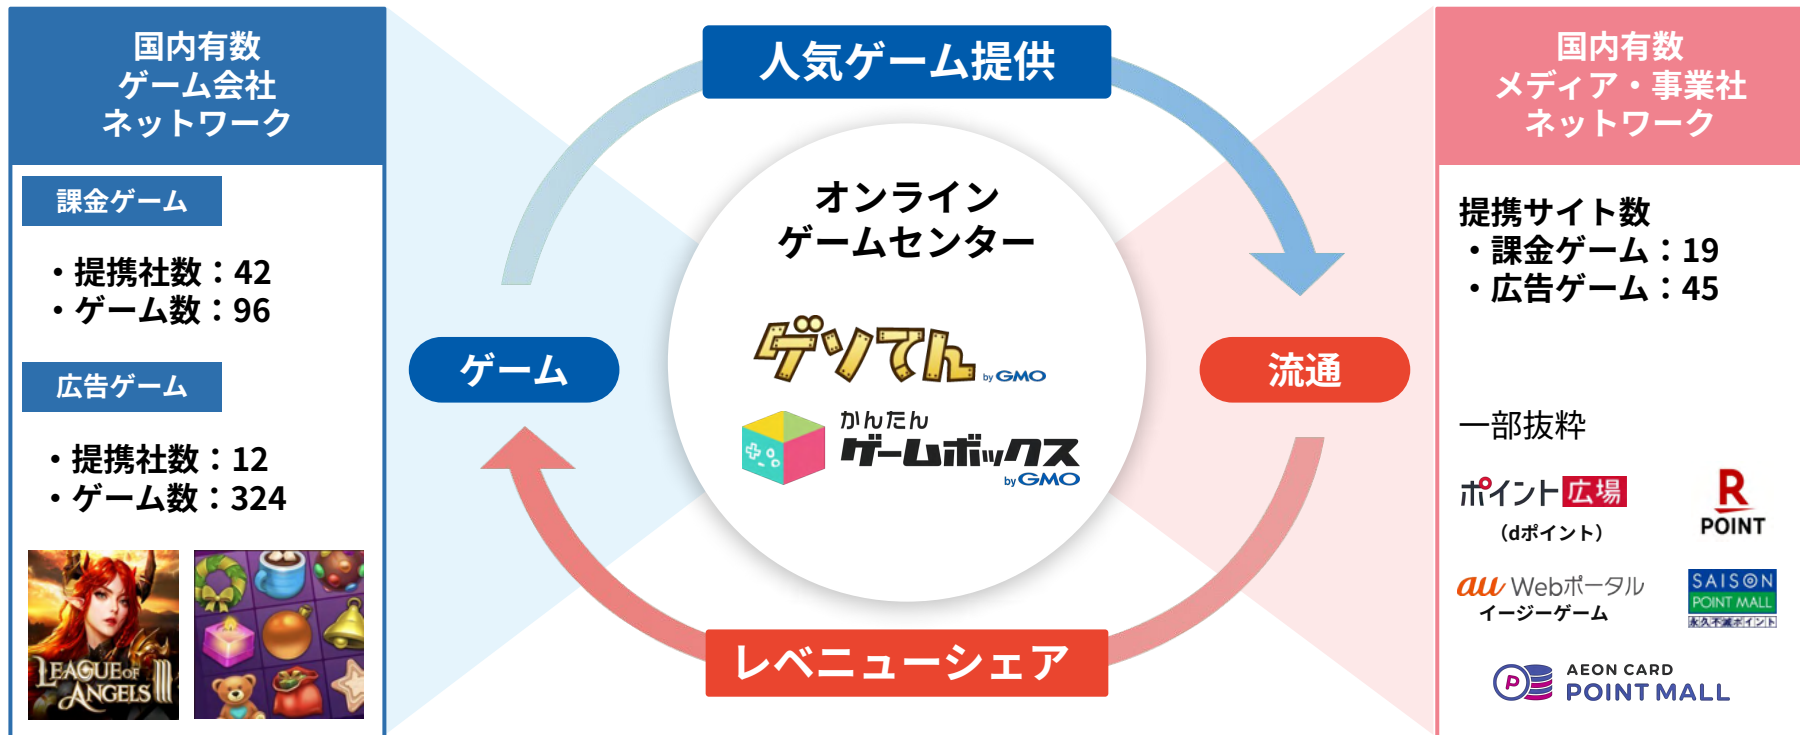 国内有数
ゲーム会社
ネットワーク
課金ゲーム
・提携社数：42
・ゲーム数：96
広告ゲーム
・提携社数：12
・ゲーム数：324
LEAGUE OF
ANGELS III
人気ゲーム提供
オンライン
ゲームセンター
ゲソてん by GMO
かんたん
ゲームボックス
by GMO
ゲーム
流通
レベニューシェア
国内有数
メディア・事業社
ネットワーク
提携サイト数
・課金ゲーム：19
・広告ゲーム：45
一部抜粋
ポイント広場
（dポイント）
R
POINT
au Webポータル
イージーゲーム
SAISON
POINT MALL
永久不滅ポイント
P
AEON CARD
POINT MALL